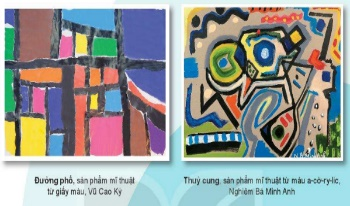 Đường phố, sản phẩm mĩ thuật
từ giấy màu, Vũ Cao Kỳ
Thuỷ cung, sản phẩm mĩ thuật từ màu a-cờ-ry-lic,
Nghiêm Bá Minh Anh